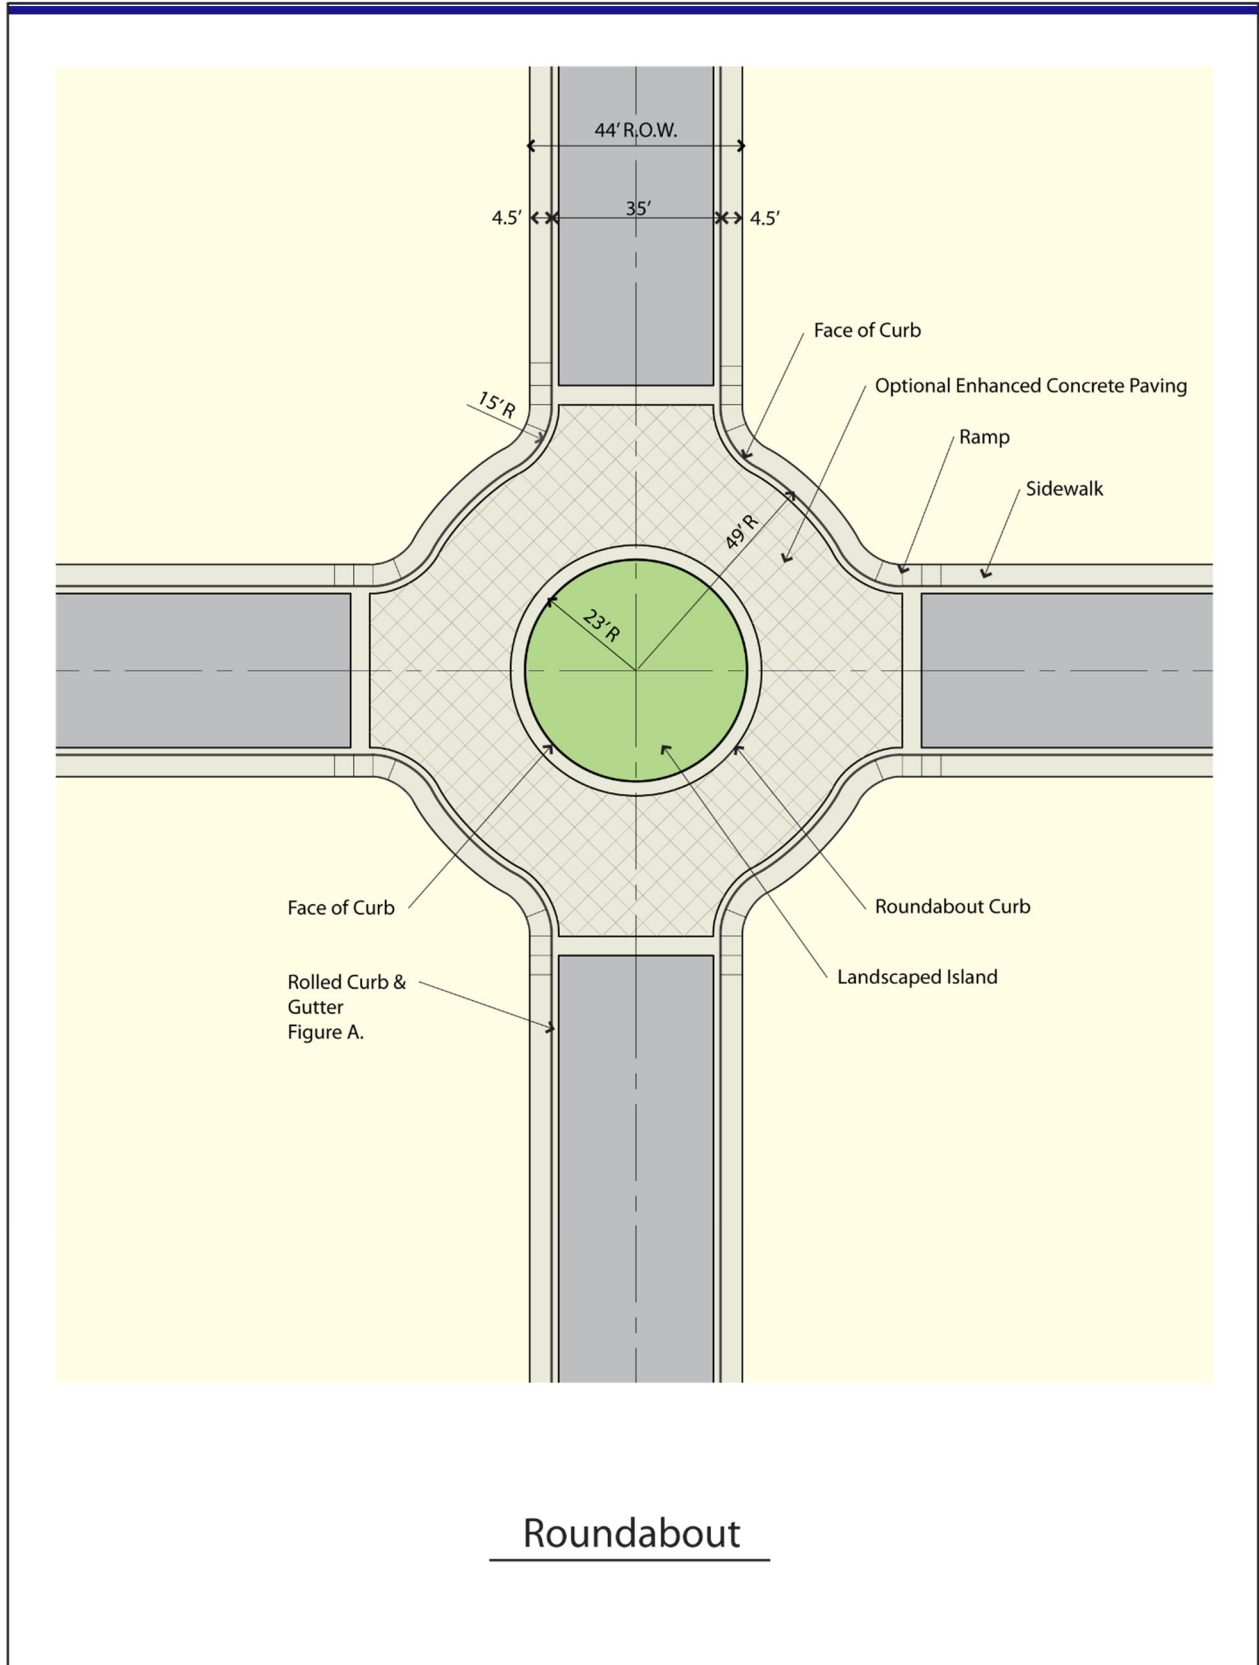 44' R.O.W.
4.5'
35'
4.5'
Face of Curb
Optional Enhanced Concrete Paving
15' R
Ramp
Sidewalk
49' R
23' R
Face of Curb
Roundabout Curb
Landscaped Island
Rolled Curb &
Gutter
Figure A.
Roundabout